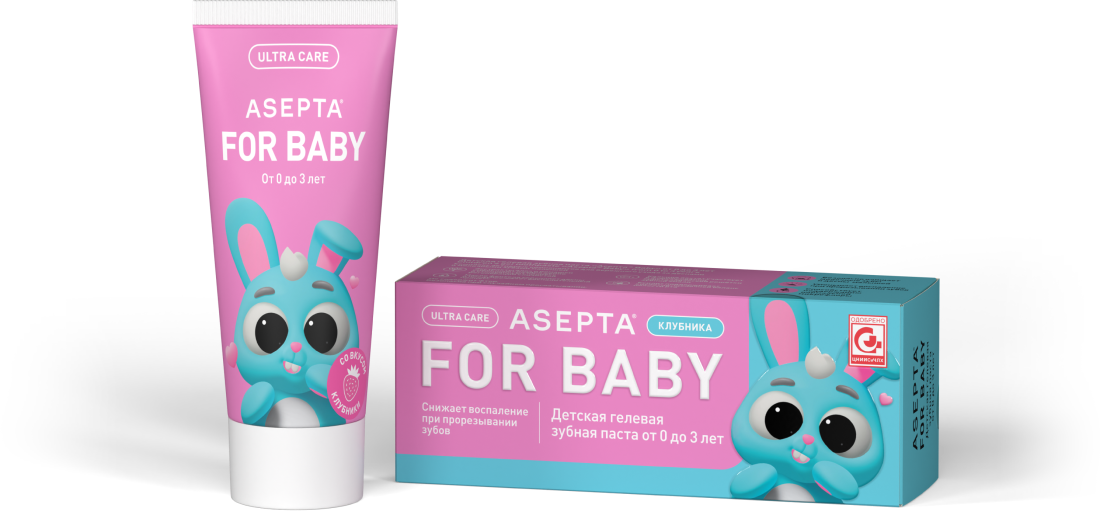 ULTRA CARE
ASEPTA®
FOR BABY
От 0 до 3 лет
СО ВКУСОМ
КЛУБНИКИ
ULTRA CARE
ASEPTA®
КЛУБНИКА
FOR BABY
Снижает воспаление
при прорезывании
зубов
Детская гелевая
зубная паста от 0 до 3 лет
ОДОБРЕНО
ЦНИИСиЧЛХ
ASEPTA
FOR BABY